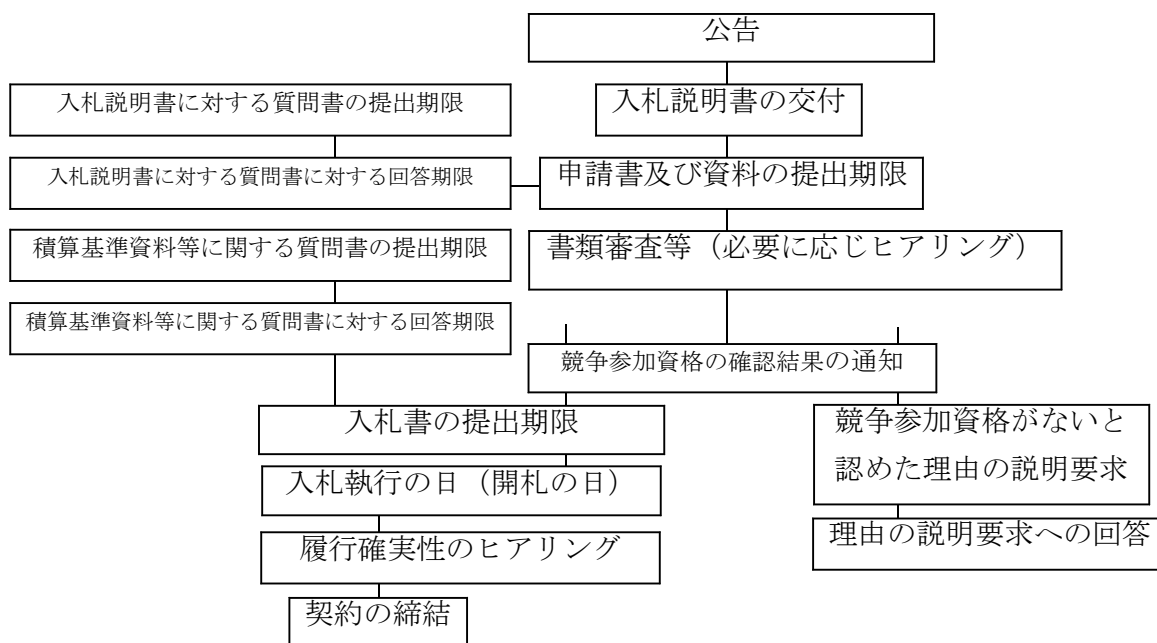 公告
入札説明書に対する質問書の提出期限
入札説明書の交付
入札説明書に対する質問書に対する回答期限
申請書及び資料の提出期限
積算基準資料等に関する質問書の提出期限
書類審査等（必要に応じヒアリング）
積算基準資料等に関する質問書に対する回答期限
競争参加資格の確認結果の通知
入札書の提出期限
競争参加資格がないと
認めた理由の説明要求
入札執行の日（開札の日）
理由の説明要求への回答
履行確実性のヒアリング
契約の締結